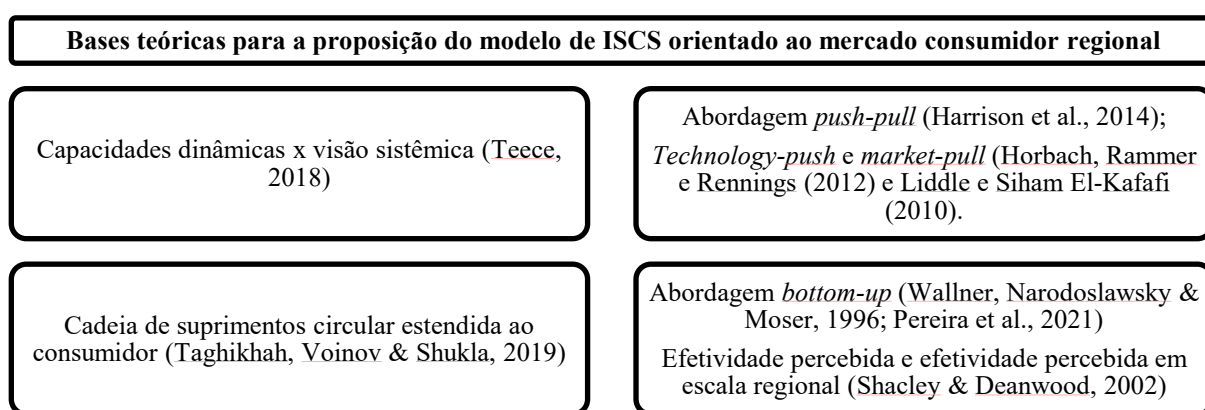 Bases teóricas para a proposição do modelo de ISCS orientado ao mercado consumidor regional
Capacidades dinâmicas x visão sistêmica (Teece,
2018)
Abordagem push-pull (Harrison et al., 2014);
Technology-push e market-pull (Horbach, Rammer
e Rennings (2012) e Liddle e Siham El-Kafafi
(2010).
Cadeia de suprimentos circular estendida ao
consumidor (Taghikhah, Voinov & Shukla, 2019)
Abordagem bottom-up (Wallner, Narodoslawsky &
Moser, 1996; Pereira et al., 2021)
Efetividade percebida e efetividade percebida em
escala regional (Shacley & Deanwood, 2002)